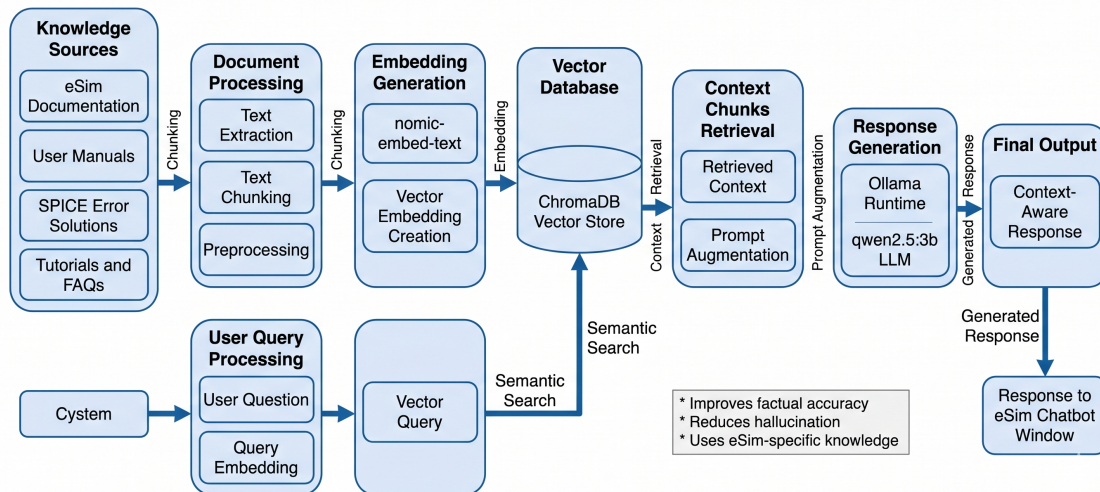 Knowledge
Sources
eSim
Documentation
User Manuals
SPICE Error
Solutions
Tutorials and
FAQs
Chunking
Document
Processing
Text
Extraction
Text
Chunking
Preprocessing
Chunking
Embedding
Generation
nomic-
embed-text
Vector
Embedding
Creation
Embedding
Vector
Database
ChromaDB
Vector Store
Context Retrieval
Context
Chunks
Retrieval
Retrieved
Context
Prompt
Augmentation
Prompt Augmentation
Response
Generation
Ollama
Runtime
qwen2.5:3b
LLM
Generated Response
Final Output
Context-
Aware
Response
Generated
Response
Response to
eSim Chatbot
Window
Cystem
User Query
Processing
User Question
Query
Embedding
Vector
Query
Semantic
Search
Semantic
Search
* Improves factual accuracy
* Reduces hallucination
* Uses eSim-specific knowledge